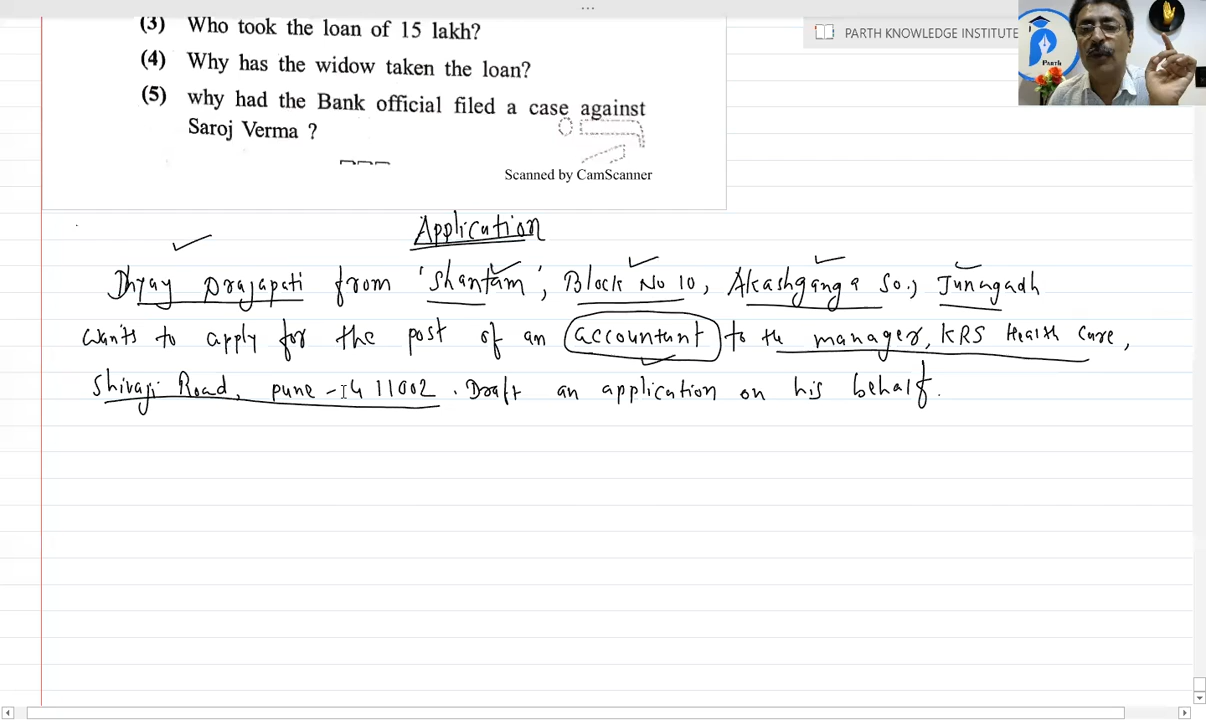 (3) Who took the loan of 15 lakh?
PARTH KNOWLEDGE INSTITUTE
Parth
(4) Why has the widow taken the loan?
(5) why had the Bank official filed a case against
Saroj Verma ?
Scanned by CamScanner
Application
Dhyay Prajapati from 'Shantam', Block No 10, Akashganga So., Junagadh
wants to apply for the post of an accountant to the manager, KRS Health Care,
Shivaji Road, pune - 411002. Draft an application on his behalf.